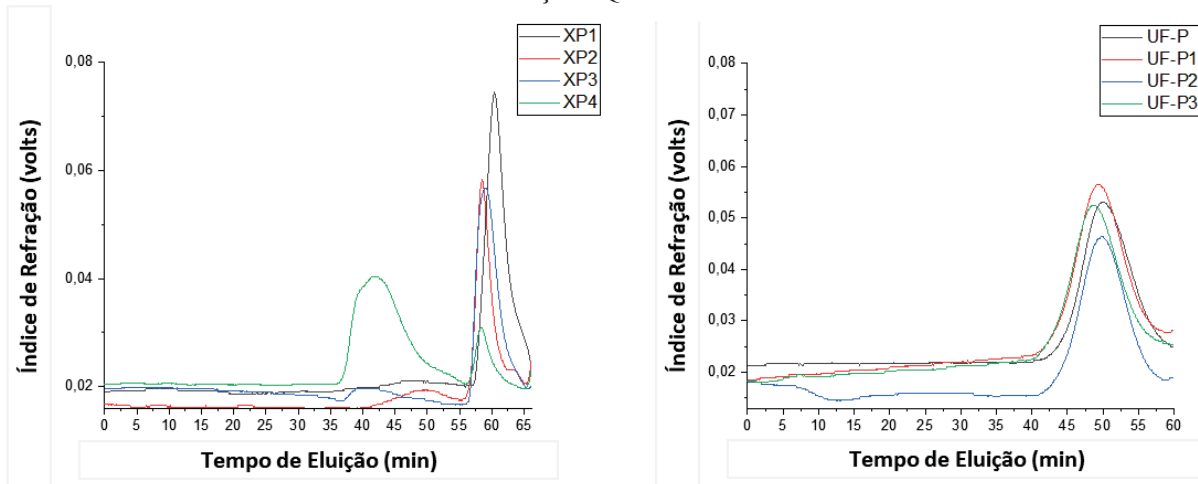 XP1
XP2
XP3
XP4
0,08
0,06
0,04
0,02
0 5 10 15 20 25 30 35 40 45 50 55 60 65
Índice de Refração (volts)
Tempo de Eluição (min)
UF-P
UF-P1
UF-P2
UF-P3
0,08
0,07
0,06
0,05
0,04
0,03
0,02
0 5 10 15 20 25 30 35 40 45 50 55 60
Índice de Refração (volts)
Tempo de Eluição (min)